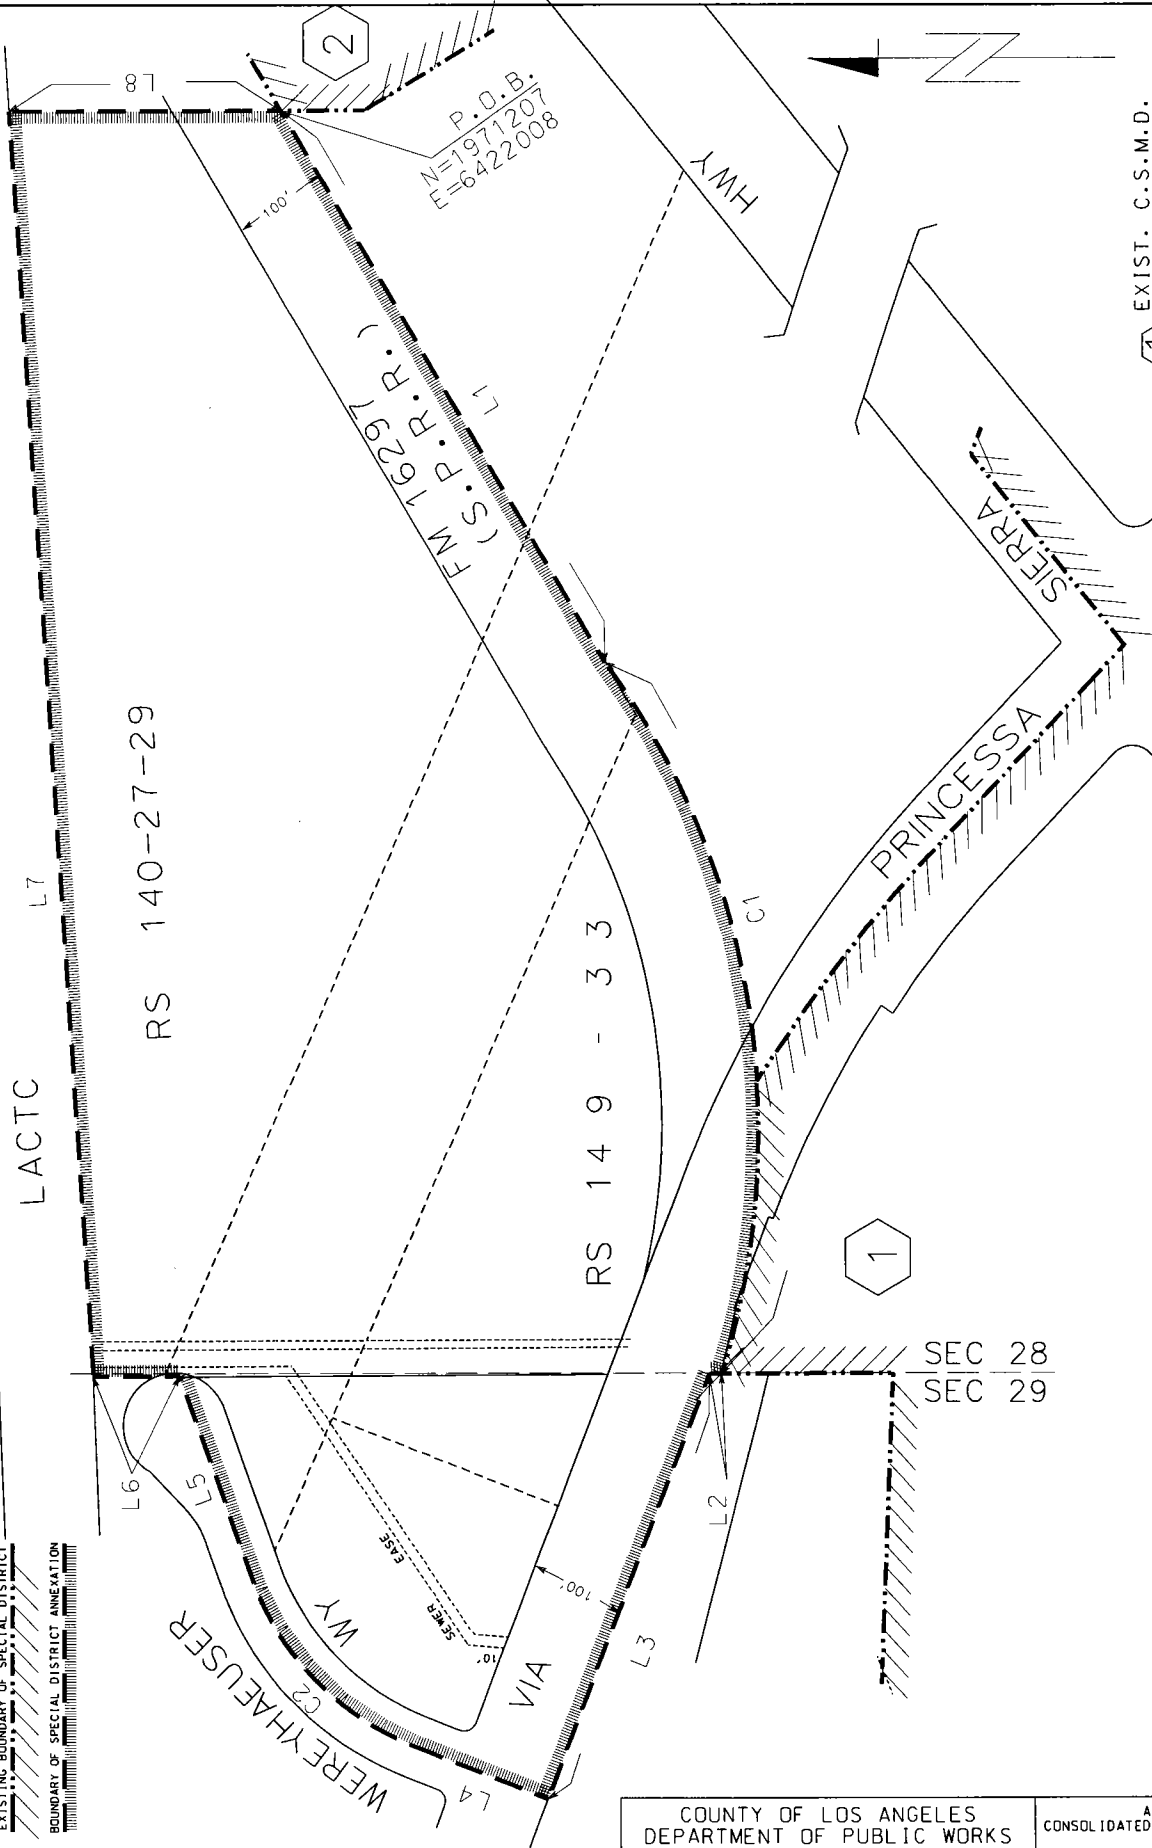 EXISTING BOUNDARY OF SPECIAL DISTRICT
BOUNDARY OF SPECIAL DISTRICT ANNEXATION
LACTC
L7
RS 140-27-29
L8
2
P.O.B.
N=1971207
E=6422008
100'
FM 16297
(S.P.R.R.)
L1
HWY
SIERRA
PRINCESSA
C1
RS 149 - 33
1
SEC 28
SEC 29
L6
L5
WEREYHAEUSER
WY
C2
L4
SEWER
EASE
10'
VIA
100'
L3
L2
1 EXIST. C.S.M.D.
COUNTY OF LOS ANGELES
DEPARTMENT OF PUBLIC WORKS
A
CONSOLIDATED